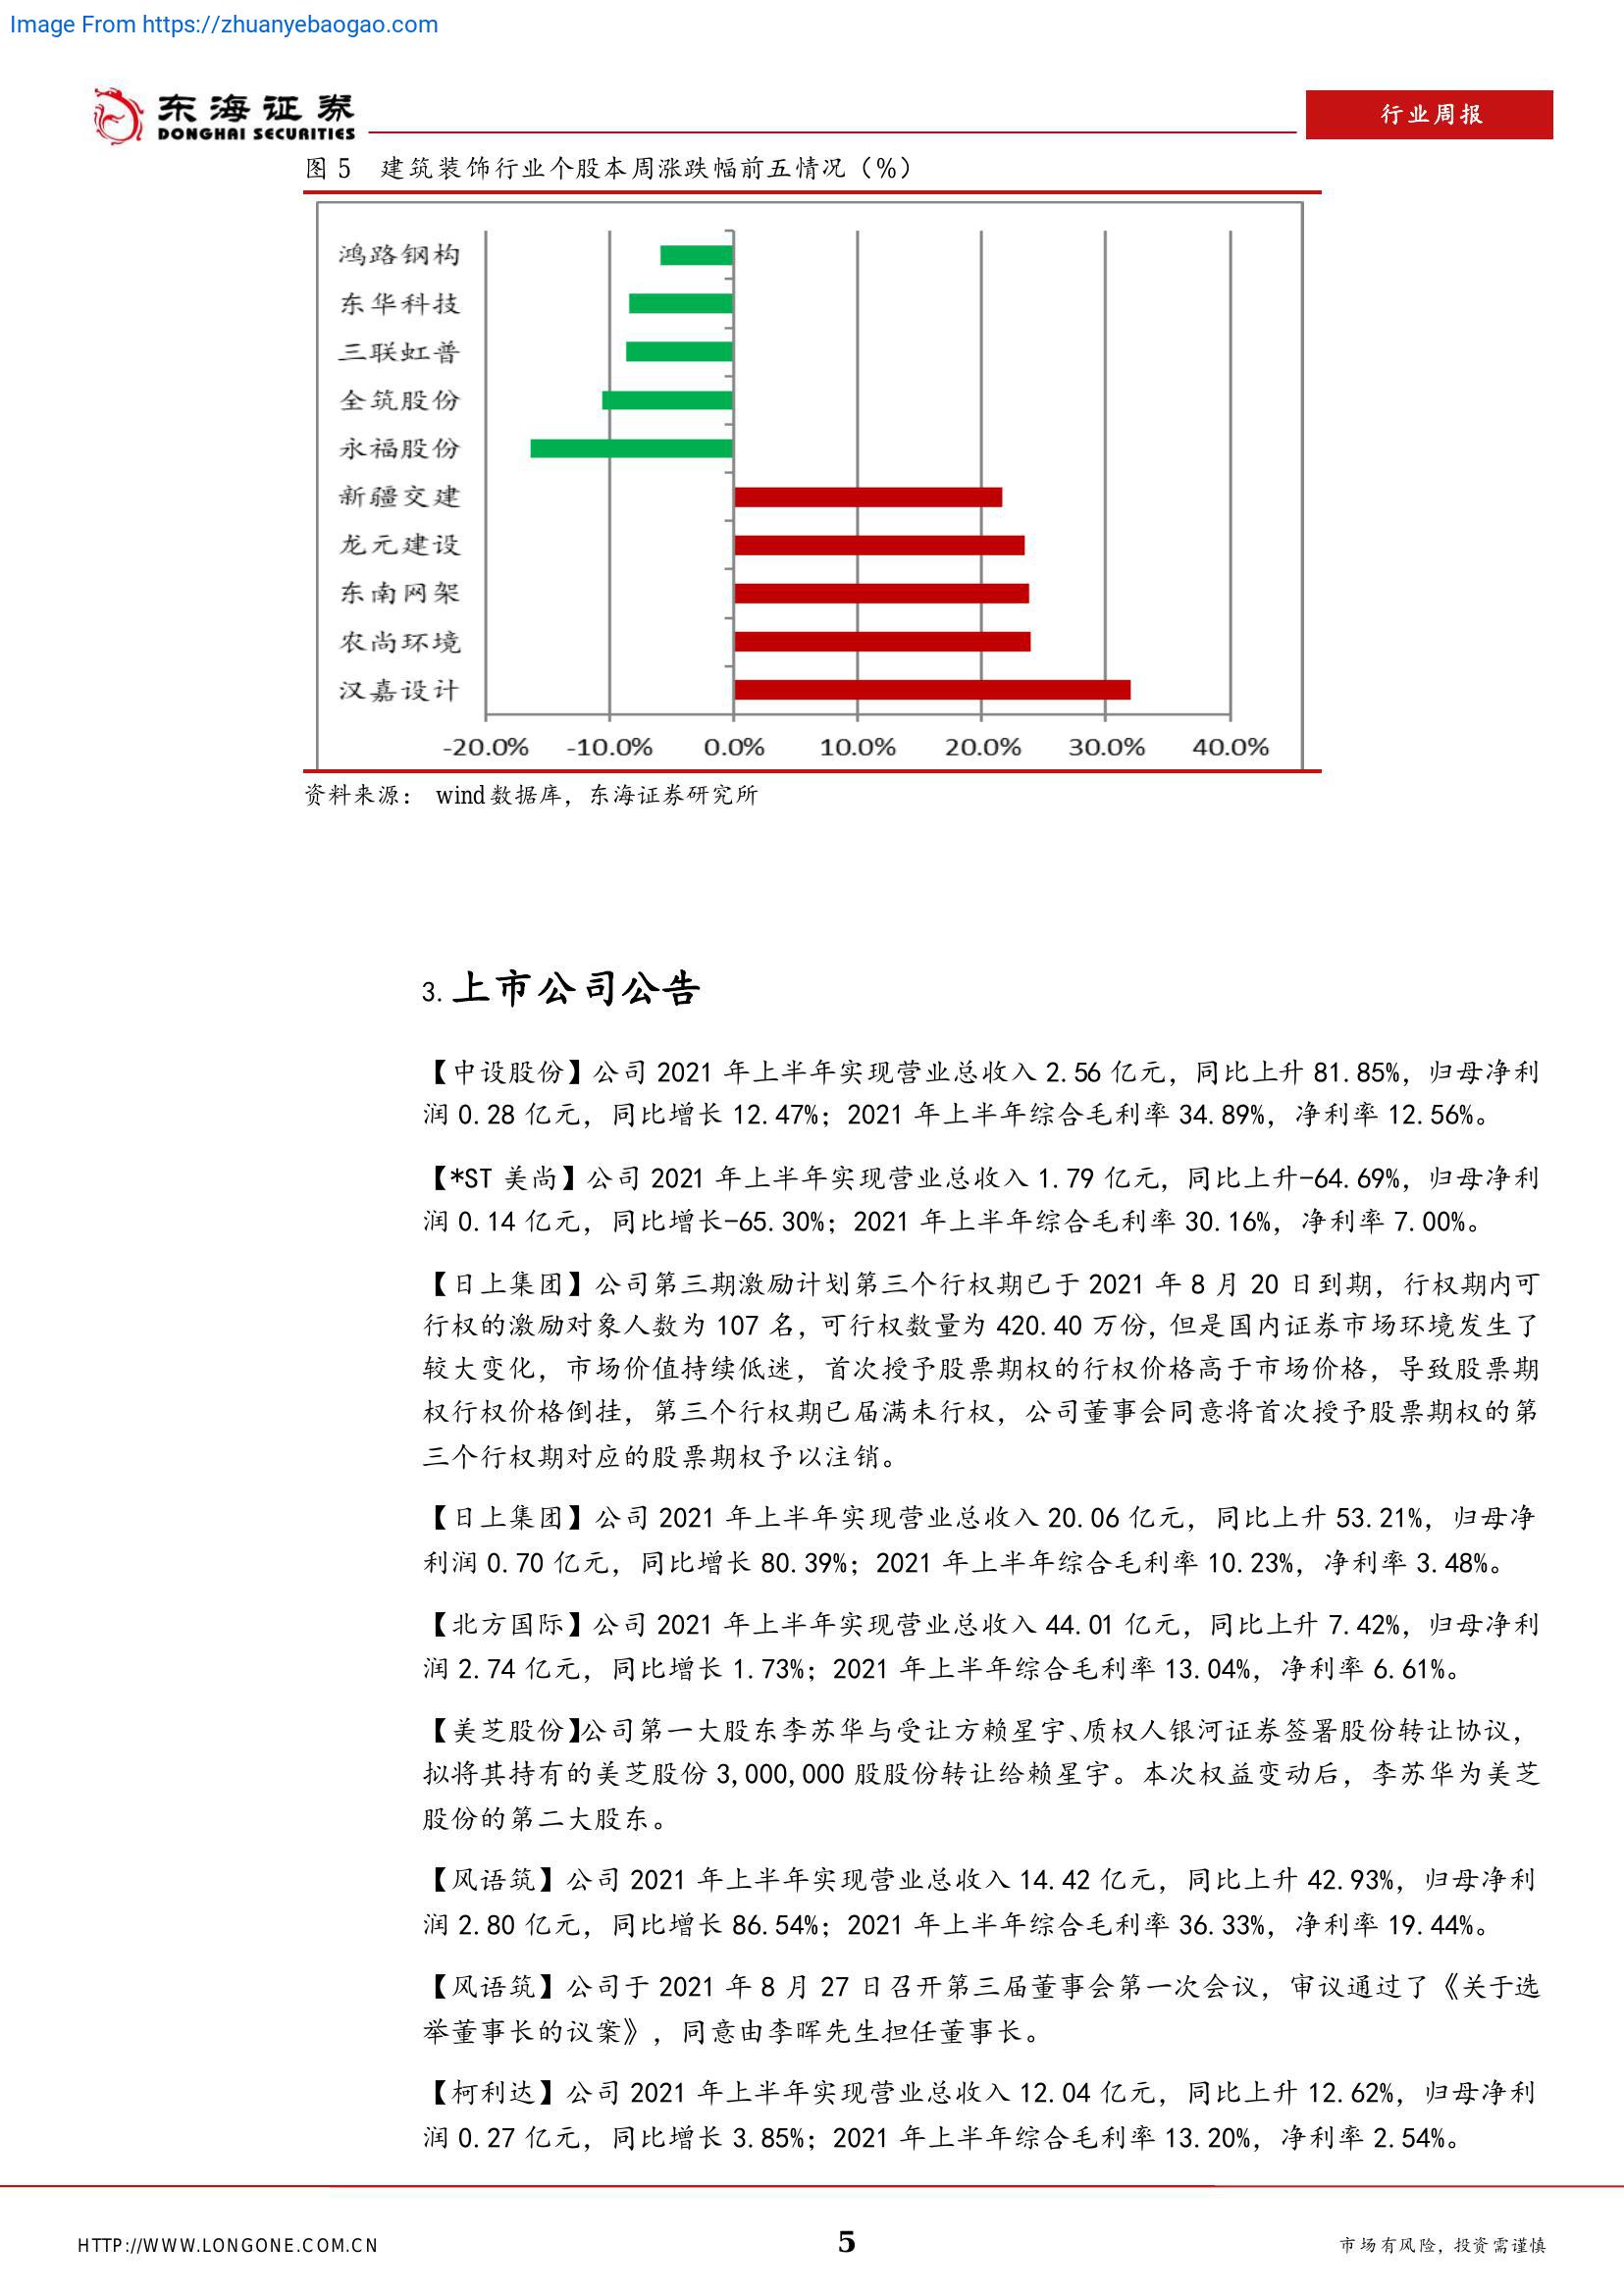 Image From https://zhuanyebaogao.com
东海证券
DONGHAI SECURITIES
行业周报
图 5 建筑装饰行业个股本周涨跌幅前五情况（%）
鸿路钢构
东华科技
三联虹普
全筑股份
永福股份
新疆交建
龙元建设
东南网架
农尚环境
汉嘉设计
-20.0% -10.0% 0.0% 10.0% 20.0% 30.0% 40.0%
资料来源： wind数据库，东海证券研究所
3. 上市公司公告
【中设股份】公司 2021 年上半年实现营业总收入 2.56 亿元，同比上升 81.85%，归母净利
润 0.28 亿元，同比增长 12.47%；2021 年上半年综合毛利率 34.89%，净利率 12.56%。
【*ST 美尚】公司 2021 年上半年实现营业总收入 1.79 亿元，同比上升-64.69%，归母净利
润 0.14 亿元，同比增长-65.30%；2021 年上半年综合毛利率 30.16%，净利率 7.00%。
【日上集团】公司第三期激励计划第三个行权期已于 2021 年 8 月 20 日到期，行权期内可
行权的激励对象人数为 107 名，可行权数量为 420.40 万份，但是国内证券市场环境发生了
较大变化，市场价值持续低迷，首次授予股票期权的行权价格高于市场价格，导致股票期
权行权价格倒挂，第三个行权期已届满未行权，公司董事会同意将首次授予股票期权的第
三个行权期对应的股票期权予以注销。
【日上集团】公司 2021 年上半年实现营业总收入 20.06 亿元，同比上升 53.21%，归母净
利润 0.70 亿元，同比增长 80.39%；2021 年上半年综合毛利率 10.23%，净利率 3.48%。
【北方国际】公司 2021 年上半年实现营业总收入 44.01 亿元，同比上升 7.42%，归母净利
润 2.74 亿元，同比增长 1.73%；2021 年上半年综合毛利率 13.04%，净利率 6.61%。
【美芝股份】公司第一大股东李苏华与受让方赖星宇、质权人银河证券签署股份转让协议，
拟将其持有的美芝股份 3,000,000 股股份转让给赖星宇。本次权益变动后，李苏华为美芝
股份的第二大股东。
【风语筑】公司 2021 年上半年实现营业总收入 14.42 亿元，同比上升 42.93%，归母净利
润 2.80 亿元，同比增长 86.54%；2021 年上半年综合毛利率 36.33%，净利率 19.44%。
【风语筑】公司于 2021 年 8 月 27 日召开第三届董事会第一次会议，审议通过了《关于选
举董事长的议案》，同意由李晖先生担任董事长。
【柯利达】公司 2021 年上半年实现营业总收入 12.04 亿元，同比上升 12.62%，归母净利
润 0.27 亿元，同比增长 3.85%；2021 年上半年综合毛利率 13.20%，净利率 2.54%。
HTTP://WWW.LONGONE.COM.CN 5 市场有风险，投资需谨慎